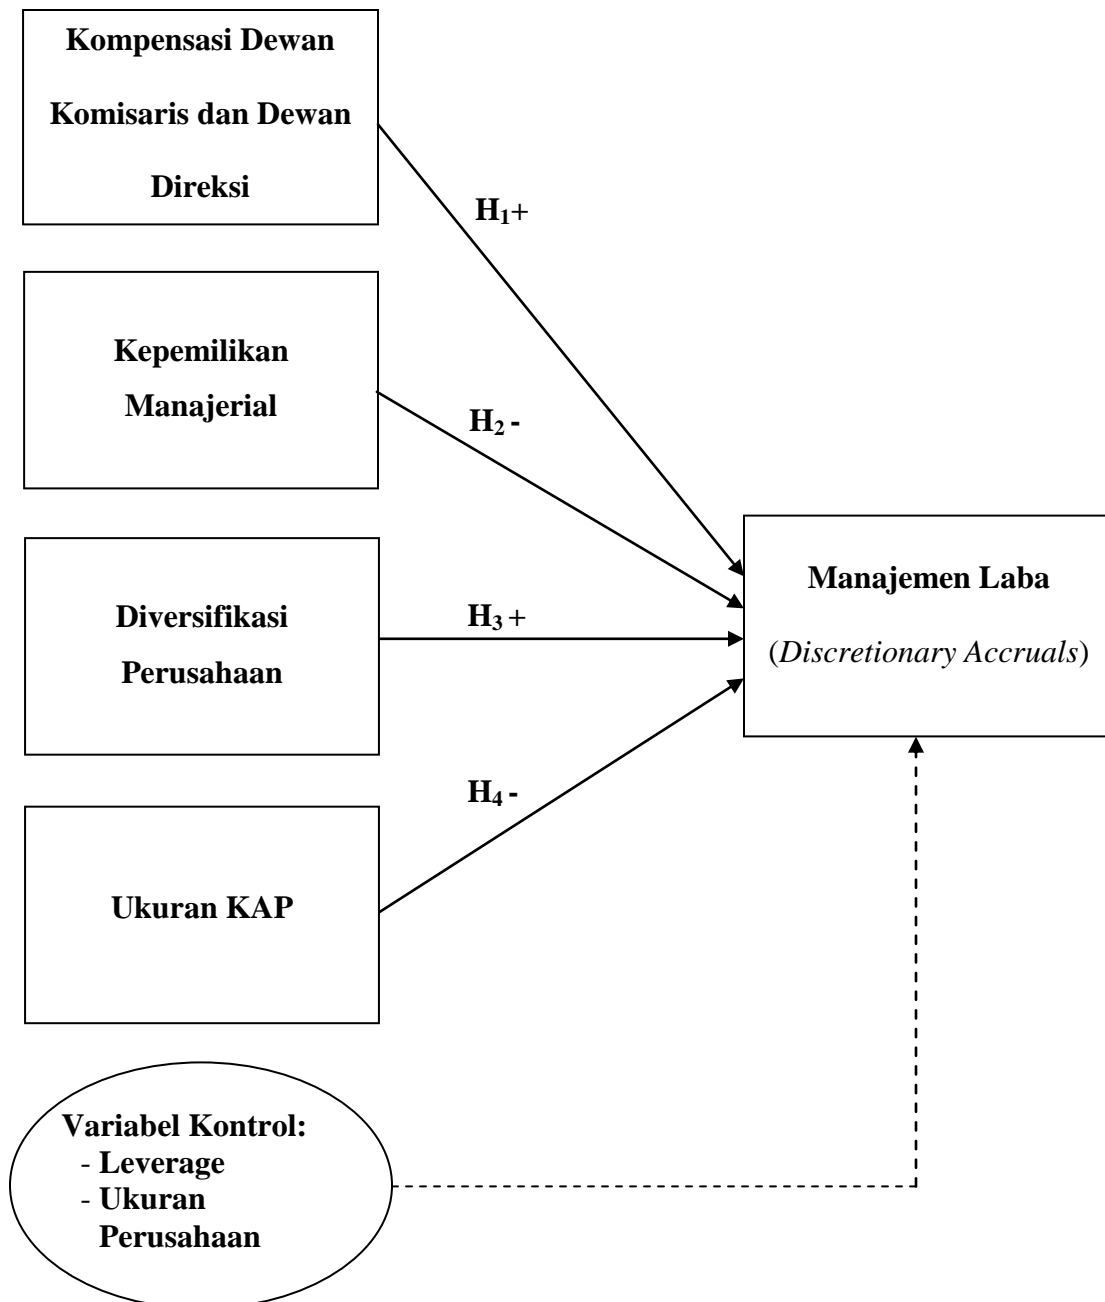 Kompensasi Dewan
Komisaris dan Dewan
Direksi
H₁+
Kepemilikan
Manajerial
H₂ -
Manajemen Laba
(Discretionary Accruals)
Diversifikasi
Perusahaan
H₃ +
H₄ -
Ukuran KAP
Variabel Kontrol:
- Leverage
- Ukuran
Perusahaan